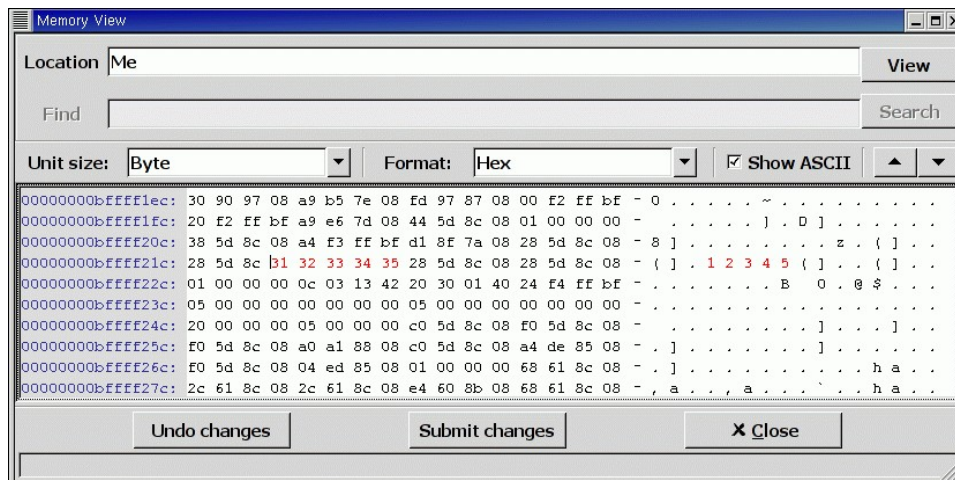 Memory View
Location Me View
Find Search
Unit size: Byte Format: Hex Show ASCII
00000000bffff1ec: 30 90 97 08 a9 b5 7e 08 fd 97 87 08 00 f2 ff bf - 0 . . . . . ~ . . . . . . . . .
00000000bffff1fc: 20 f2 ff bf a9 e6 7d 08 44 5d 8c 08 01 00 00 00 - . . . . . } . D ] . . . . . .
00000000bffff20c: 38 5d 8c 08 a4 f3 ff bf d1 8f 7a 08 28 5d 8c 08 - 8 ] . . . . . . . . z . ( ] . .
00000000bffff21c: 28 5d 8c 31 32 33 34 35 28 5d 8c 08 28 5d 8c 08 - ( ] . 1 2 3 4 5 ( ] . . ( ] . .
00000000bffff22c: 01 00 00 00 0c 03 13 42 20 30 01 40 24 f4 ff bf - . . . . . . . B 0 . @ $ . . .
00000000bffff23c: 05 00 00 00 00 00 00 00 05 00 00 00 00 00 00 00 - . . . . . . . . . . . . . . . .
00000000bffff24c: 20 00 00 00 05 00 00 00 c0 5d 8c 08 f0 5d 8c 08 - . . . . . . . . ] . . . ] . .
00000000bffff25c: f0 5d 8c 08 a0 a1 88 08 c0 5d 8c 08 a4 de 85 08 - . ] . . . . . . . ] . . . . . .
00000000bffff26c: f0 5d 8c 08 04 ed 85 08 01 00 00 00 68 61 8c 08 - . ] . . . . . . . . . . h a . .
00000000bffff27c: 2c 61 8c 08 2c 61 8c 08 e4 60 8b 08 68 61 8c 08 - , a . . , a . . . ` . . h a . .
Undo changes Submit changes Close